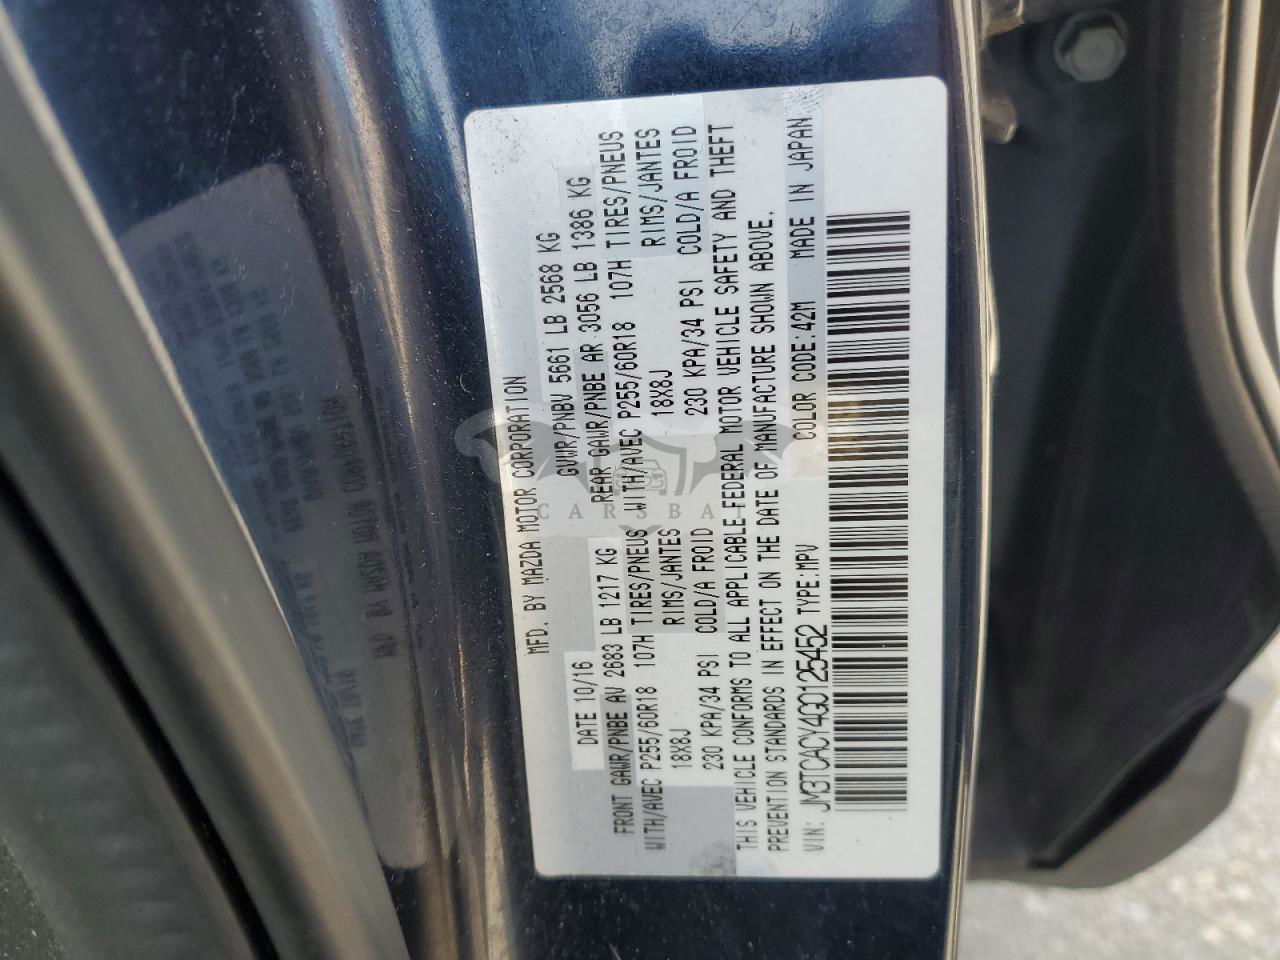 MFD. BY MAZDA MOTOR CORPORATION
DATE 10/16 GVWR/PNBV 5661 LB 2568 KG
FRONT GAWR/PNBE AV 2683 LB 1217 KG REAR GAWR/PNBE AR 3056 LB 1386 KG
WITH/AVEC P255/60R18 107H TIRES/PNEUS WITH/AVEC P255/60R18 107H TIRES/PNEUS
18X8J RIMS/JANTES 18X8J RIMS/JANTES
230 KPA/34 PSI COLD/A FROID 230 KPA/34 PSI COLD/A FROID
THIS VEHICLE CONFORMS TO ALL APPLICABLE FEDERAL MOTOR VEHICLE SAFETY AND THEFT
PREVENTION STANDARDS IN EFFECT ON THE DATE OF MANUFACTURE SHOWN ABOVE.
VIN: JM3TCACY4G0125452 TYPE:MPV COLOR CODE:42M MADE IN JAPAN